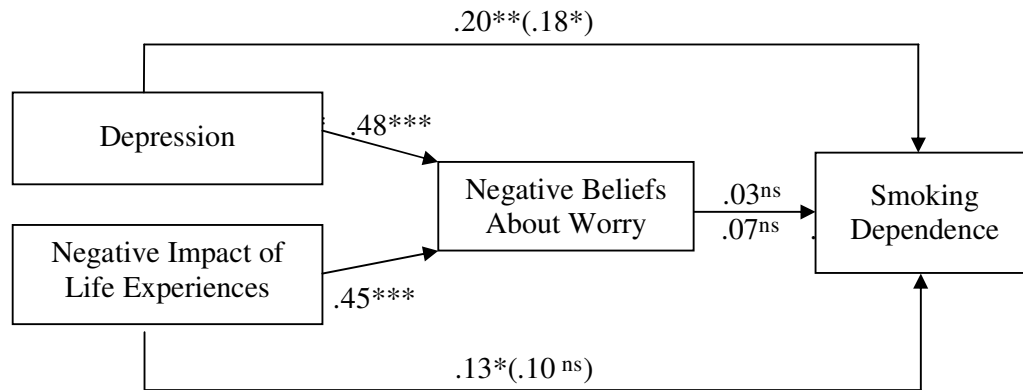 .20**(.18*)
Depression
.48***
Negative Beliefs
About Worry
.03ns
.07ns
Smoking
Dependence
Negative Impact of
Life Experiences
.45***
.13*(.10 ns)